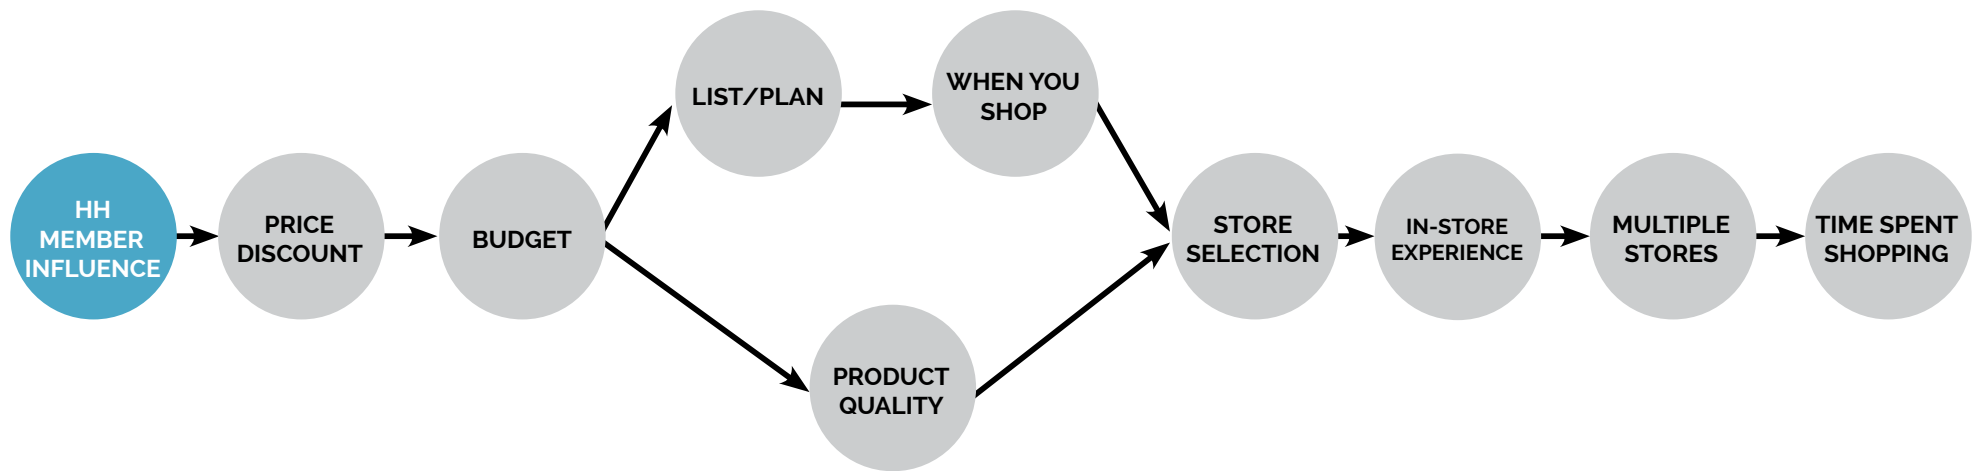 HH
MEMBER
INFLUENCE
PRICE
DISCOUNT
BUDGET
LIST/PLAN
WHEN YOU
SHOP
PRODUCT
QUALITY
STORE
SELECTION
IN-STORE
EXPERIENCE
MULTIPLE
STORES
TIME SPENT
SHOPPING